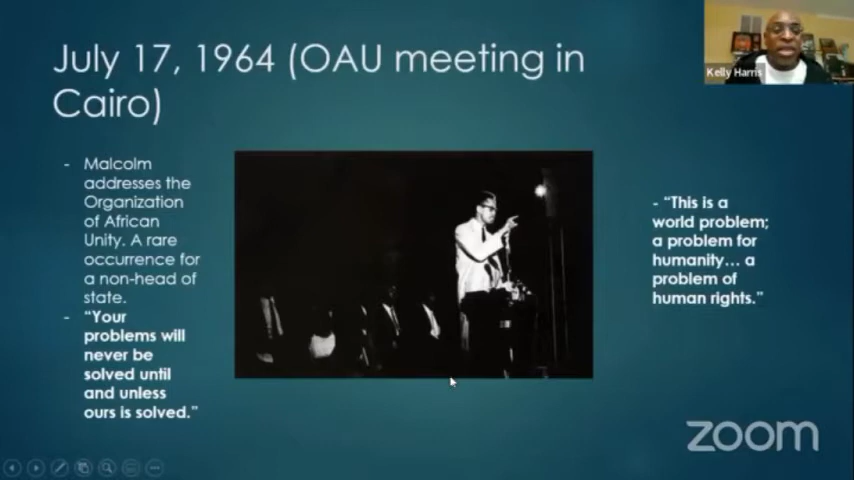 July 17, 1964 (OAU meeting in
Cairo)
Kelly Harris
- Malcolm
addresses the
Organization
of African
Unity. A rare
occurrence for
a non-head of
state.
- “Your
problems will
never be
solved until
and unless
ours is solved.”
- “This is a
world problem;
a problem for
humanity… a
problem of
human rights.”
zoom